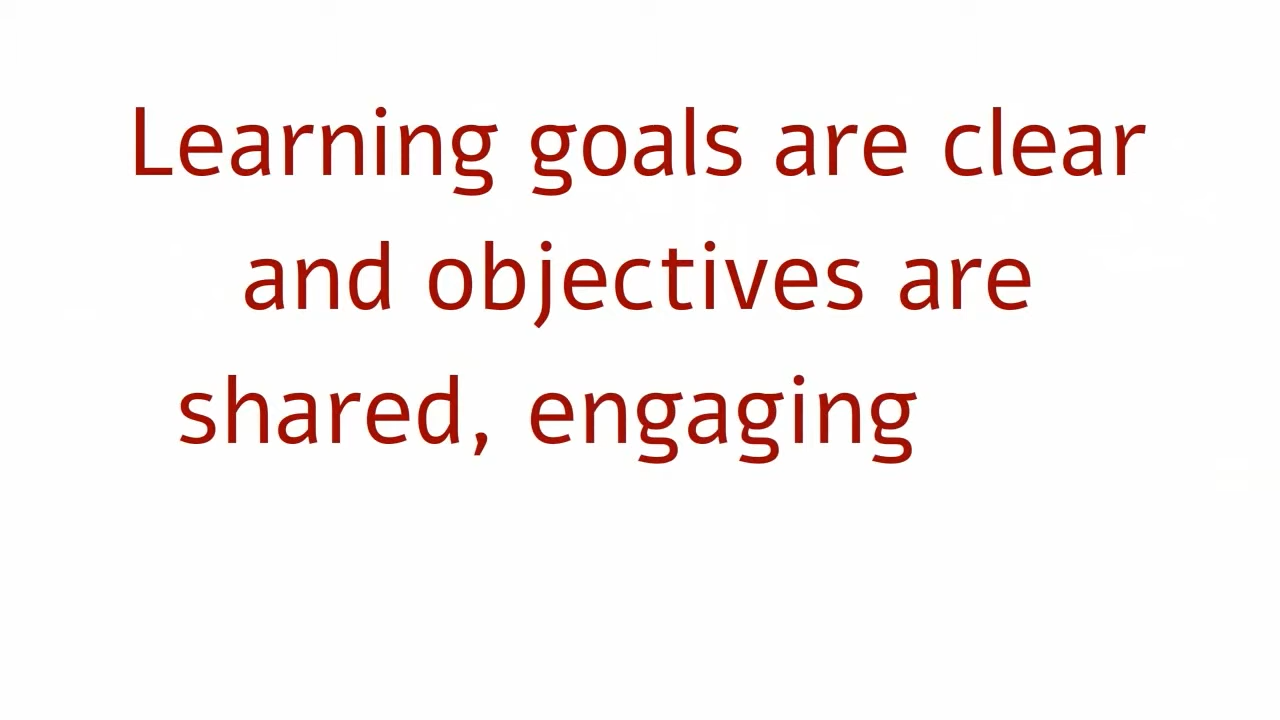 Learning goals are clear
and objectives are
shared, engaging